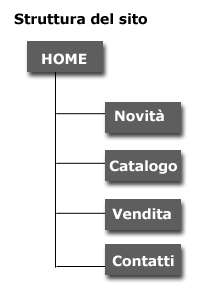 Struttura del sito
HOME
Novità
Catalogo
Vendita
Contatti